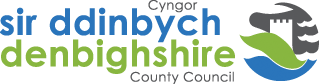 Cyngor
sir ddinbych
denbighshire
County Council